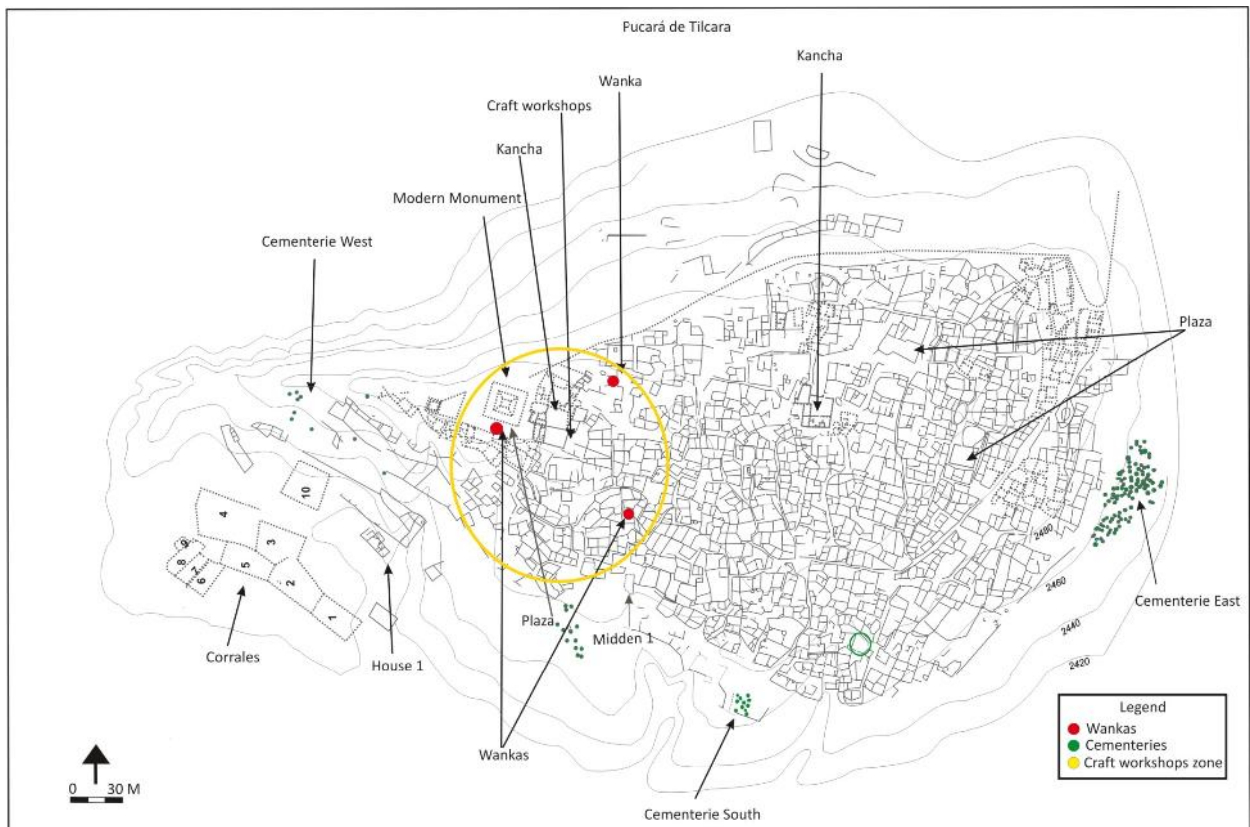 Pucará de Tilcara
Kancha
Wanka
Craft workshops
Kancha
Modern Monument
Cementerie West
Plaza
10
4
3
9
8
7
6
5
2
1
2480
2460
2440
2420
Cementerie East
Corrales
House 1
Plaza
Midden 1
Wankas
Cementerie South
0 30 M
Legend
Wankas
Cementeries
Craft workshops zone